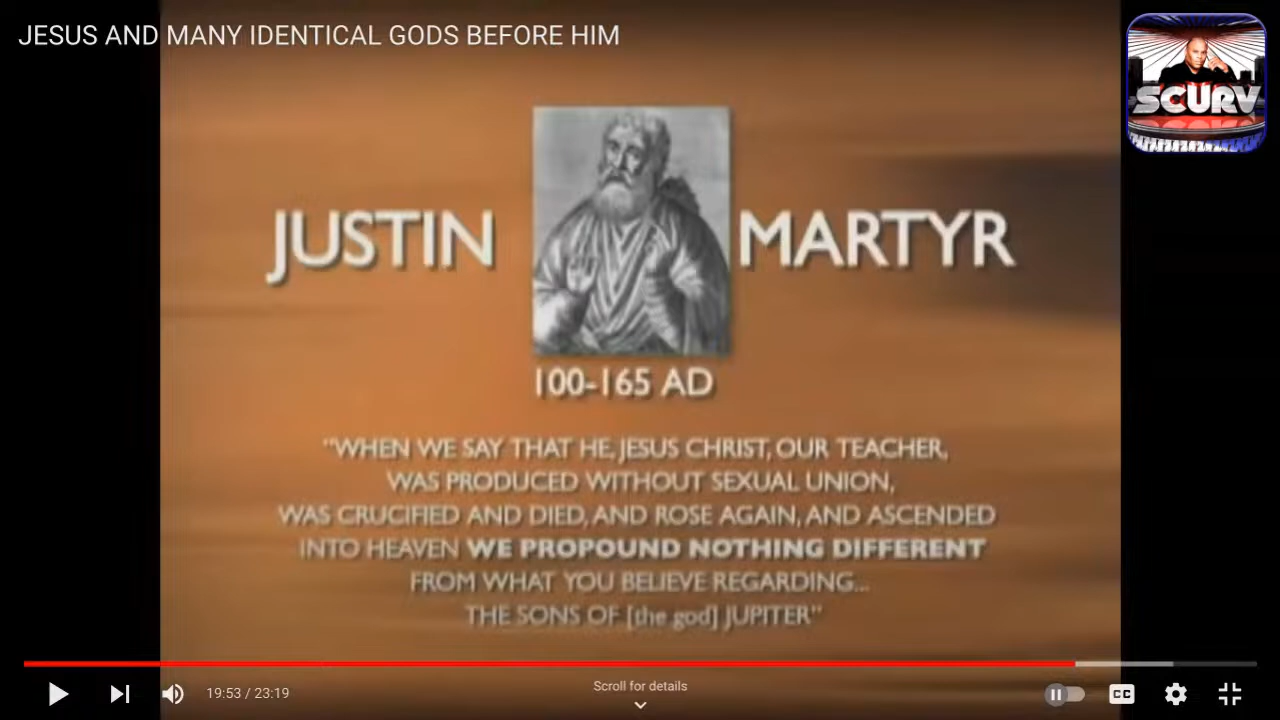 JESUS AND MANY IDENTICAL GODS BEFORE HIM
SCURV
JUSTIN MARTYR
100-165 AD
"WHEN WE SAY THAT HE, JESUS CHRIST, OUR TEACHER,
WAS PRODUCED WITHOUT SEXUAL UNION,
WAS CRUCIFIED AND DIED, AND ROSE AGAIN, AND ASCENDED
INTO HEAVEN WE PROPOUND NOTHING DIFFERENT
FROM WHAT YOU BELIEVE REGARDING...
THE SONS OF [the god] JUPITER"
19:53 / 23:19
Scroll for details
CC